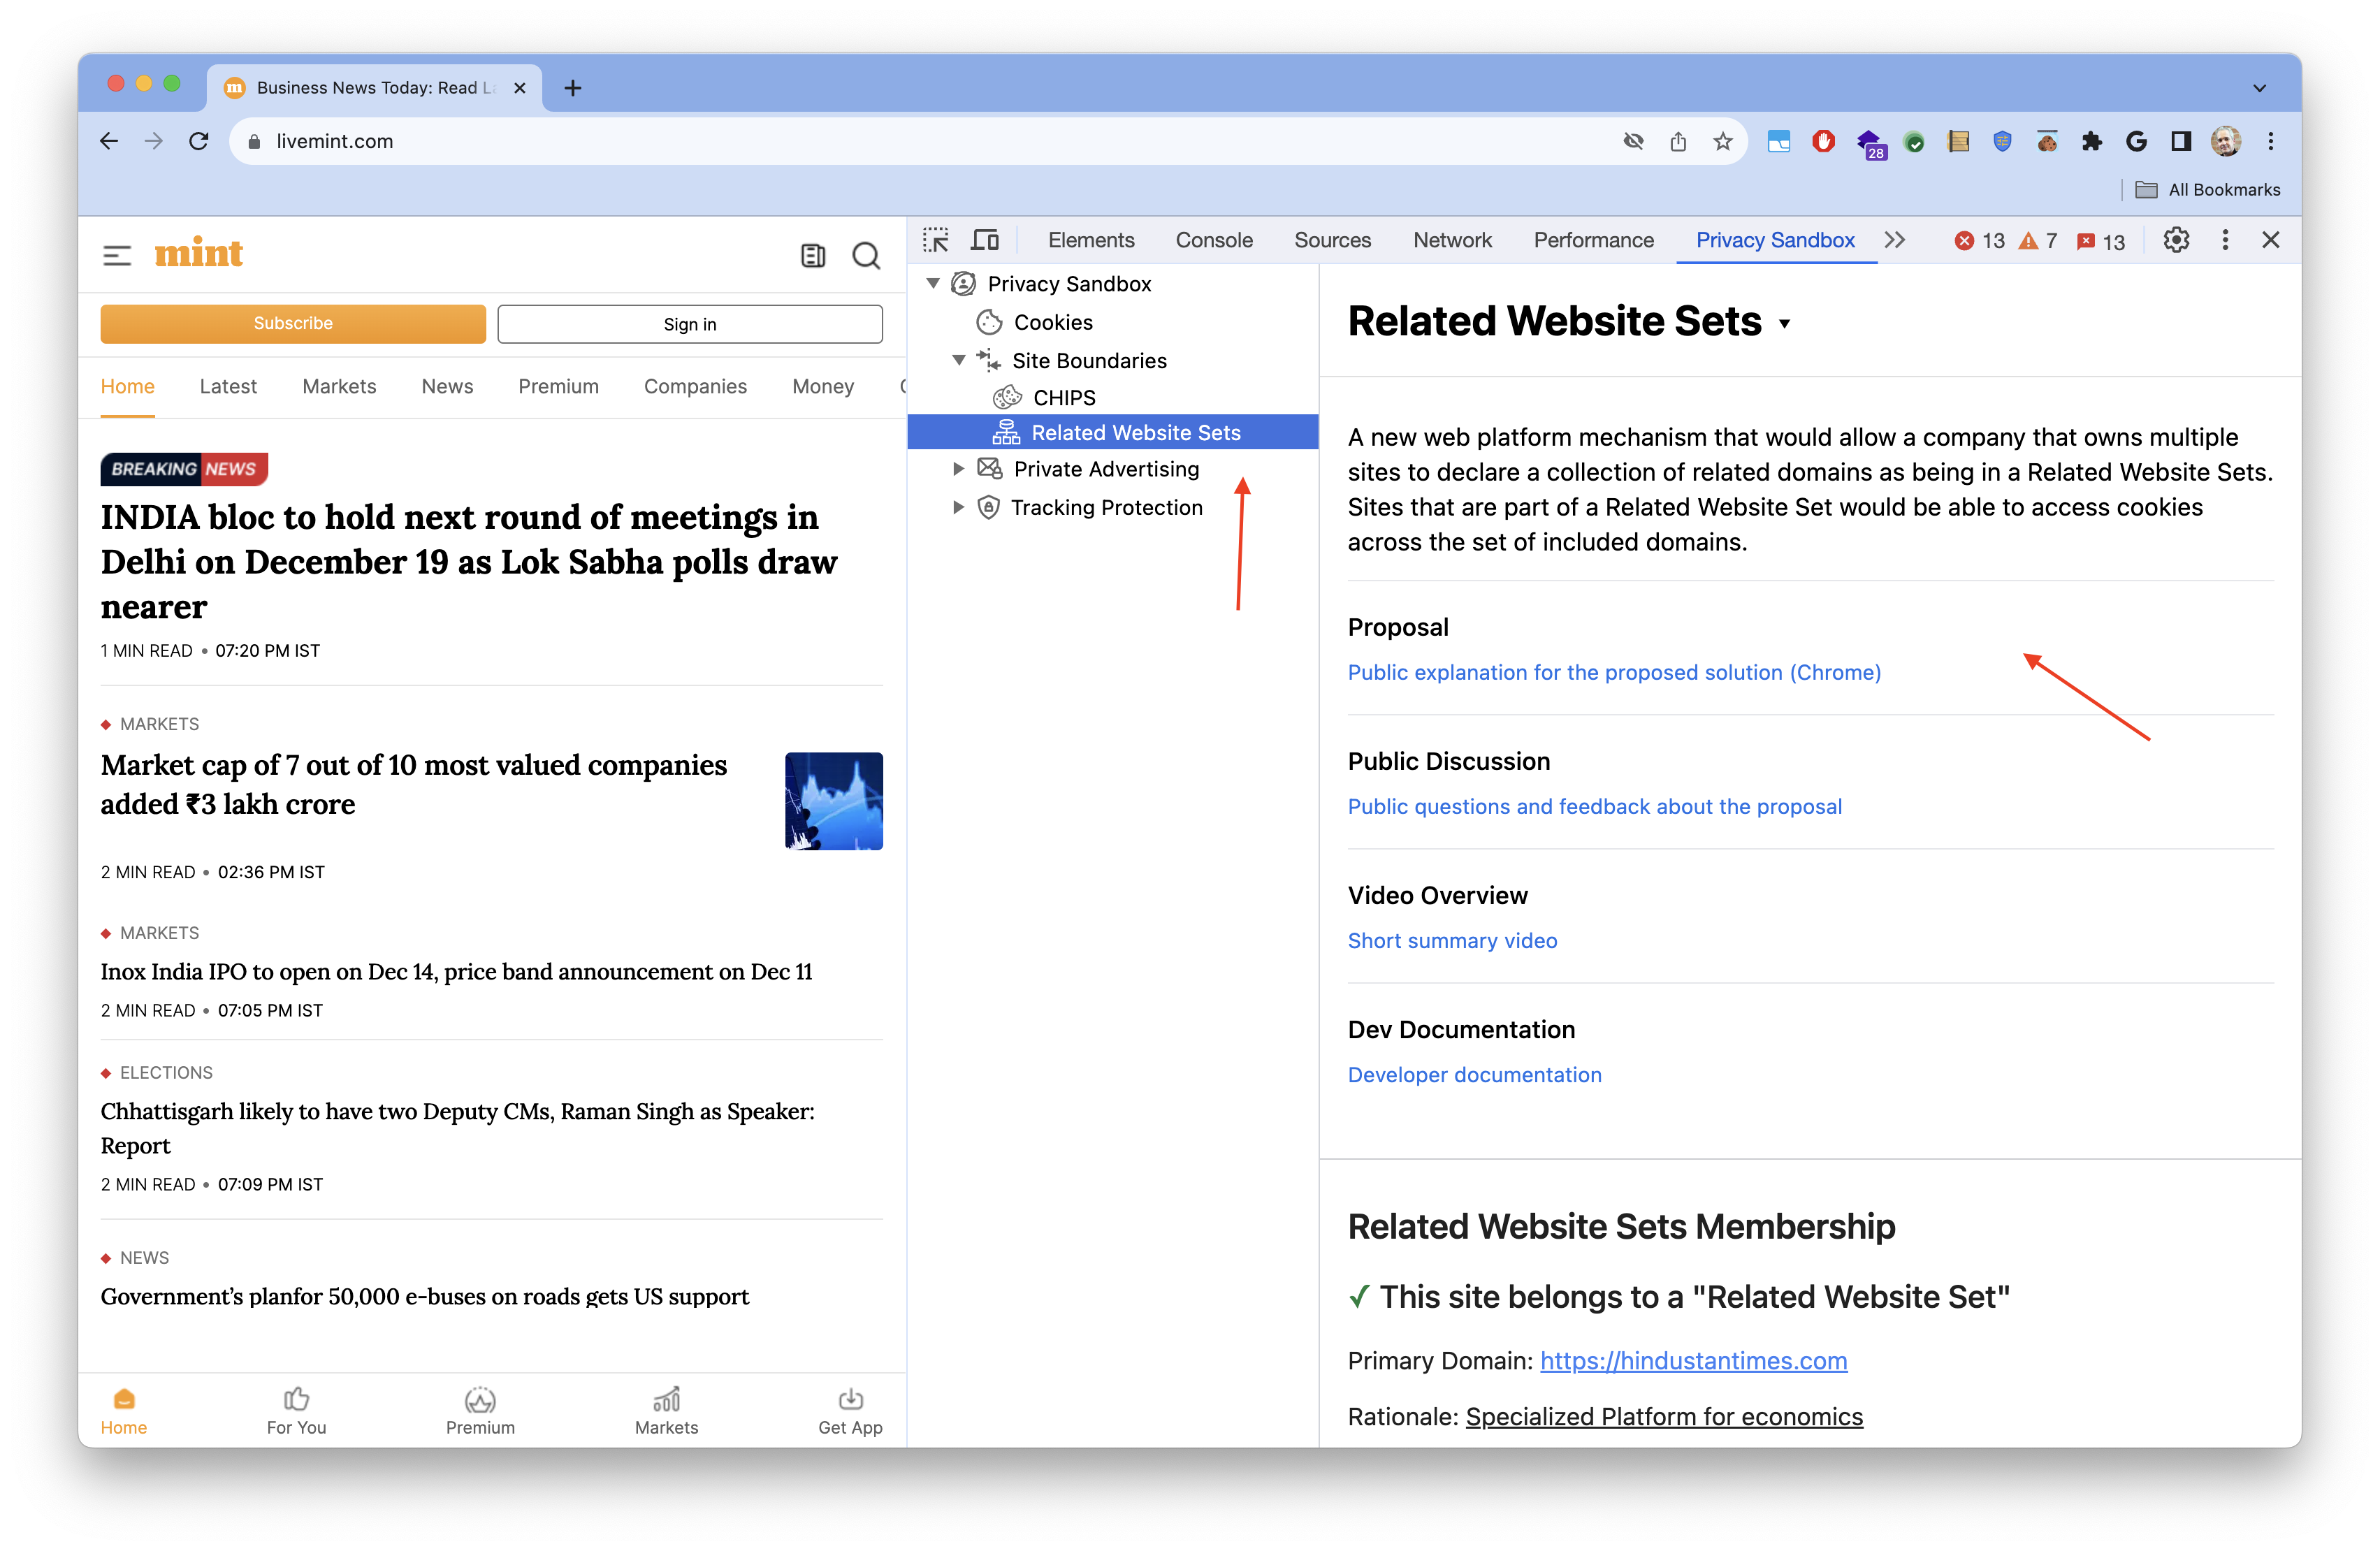 Business News Today: Read La
livemint.com
28
All Bookmarks
mint
Subscribe
Sign in
Home
Latest
Markets
News
Premium
Companies
Money
BREAKING NEWS
INDIA bloc to hold next round of meetings in
Delhi on December 19 as Lok Sabha polls draw
nearer
1 MIN READ • 07:20 PM IST
MARKETS
Market cap of 7 out of 10 most valued companies
added ₹3 lakh crore
2 MIN READ • 02:36 PM IST
MARKETS
Inox India IPO to open on Dec 14, price band announcement on Dec 11
2 MIN READ • 07:05 PM IST
ELECTIONS
Chhattisgarh likely to have two Deputy CMs, Raman Singh as Speaker:
Report
2 MIN READ • 07:09 PM IST
NEWS
Government's planfor 50,000 e-buses on roads gets US support
Home
For You
Premium
Markets
Get App
Elements
Console
Sources
Network
Performance
Privacy Sandbox
13
7
13
Privacy Sandbox
Cookies
Site Boundaries
CHIPS
Related Website Sets
Private Advertising
Tracking Protection
Related Website Sets
A new web platform mechanism that would allow a company that owns multiple
sites to declare a collection of related domains as being in a Related Website Sets.
Sites that are part of a Related Website Set would be able to access cookies
across the set of included domains.
Proposal
Public explanation for the proposed solution (Chrome)
Public Discussion
Public questions and feedback about the proposal
Video Overview
Short summary video
Dev Documentation
Developer documentation
Related Website Sets Membership
✓ This site belongs to a "Related Website Set"
Primary Domain: https://hindustantimes.com
Rationale: Specialized Platform for economics